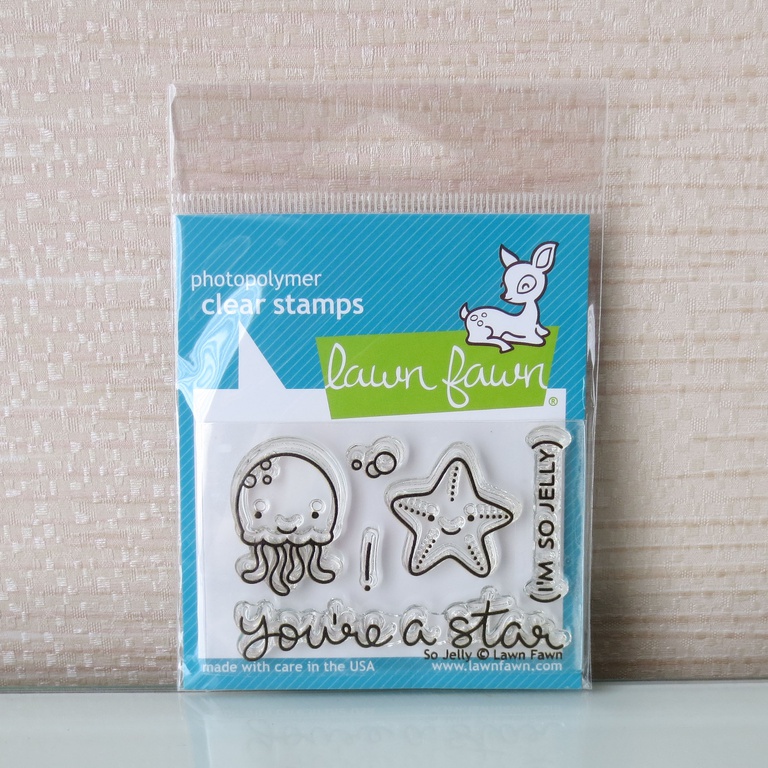 photopolymer
clear stamps
lawn fawn®
(I'M SO JELLY)
!
you're a star
So Jelly © Lawn Fawn
made with care in the USA
www.lawnfawn.com